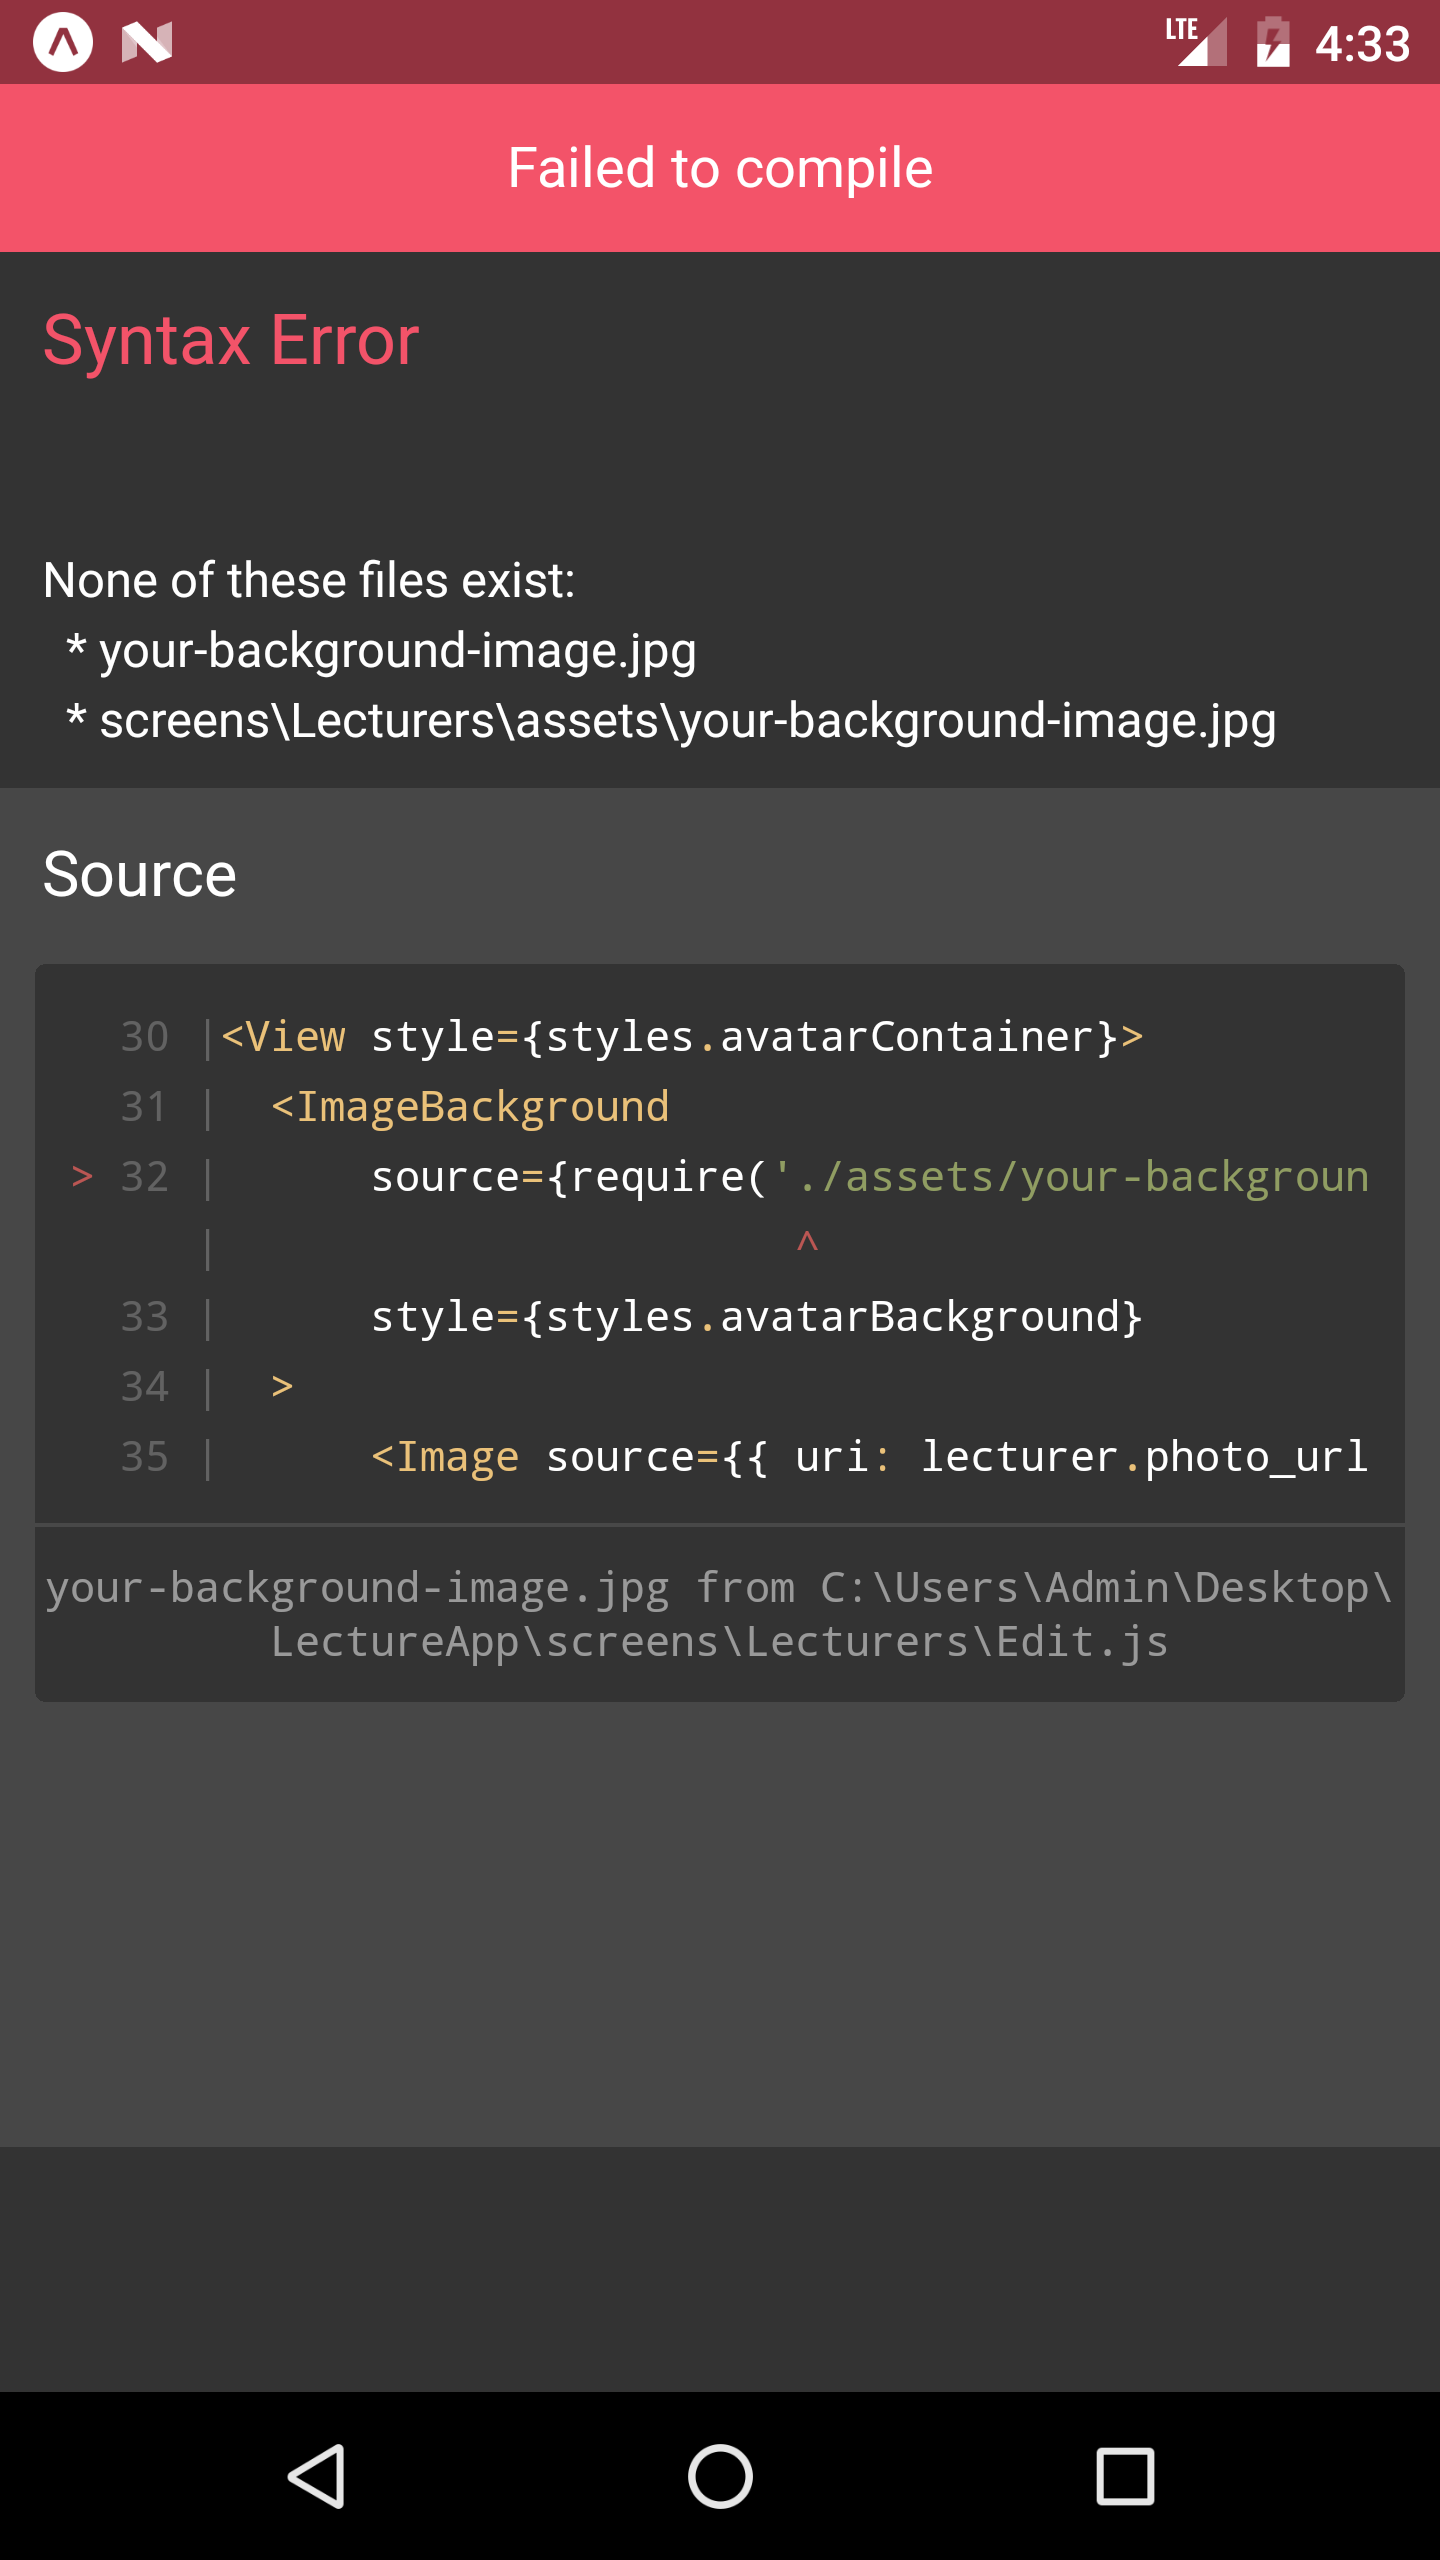 LTE 4:33
Failed to compile
Syntax Error
None of these files exist:
* your-background-image.jpg
* screens\Lecturers\assets\your-background-image.jpg
Source
30 |<View style={styles.avatarContainer}>
31 |  <ImageBackground
> 32 |      source={require('./assets/your-backgroun
|                       ^
33 |      style={styles.avatarBackground}
34 |  >
35 |      <Image source={{ uri: lecturer.photo_url
your-background-image.jpg from C:\Users\Admin\Desktop\
LectureApp\screens\Lecturers\Edit.js